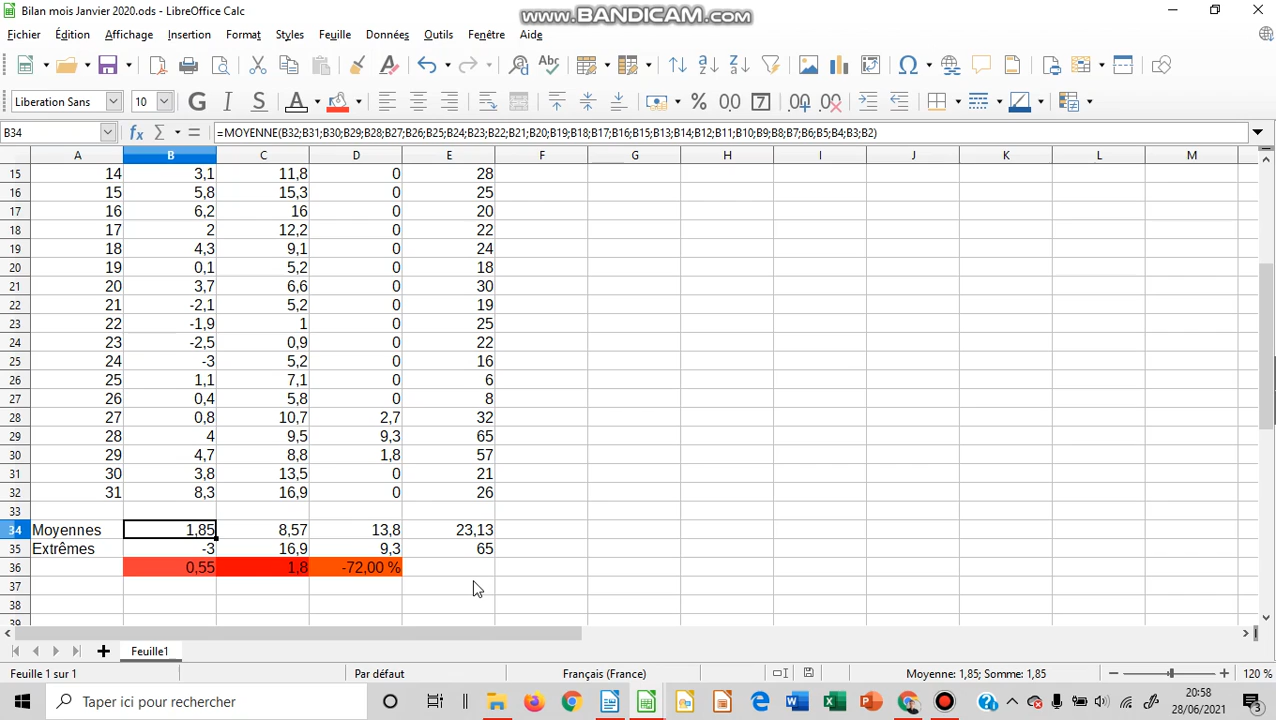 Bilan mois Janvier 2020.ods - LibreOffice Calc
www.BANDICAM.com
Fichier Édition Affichage Insertion Format Styles Feuille Données Outils Fenêtre Aide
Liberation Sans 10 G I S A % 0,0 7 ,00 ,00
B34 =MOYENNE(B32;B31;B30;B29;B28;B27;B26;B25;B24;B23;B22;B21;B20;B19;B18;B17;B16;B15;B13;B14;B12;B11;B10;B9;B8;B7;B6;B5;B4;B3;B2)
A B C D E F G H I J K L M
15 14 3,1 11,8 0 28
16 15 5,8 15,3 0 25
17 16 6,2 16 0 20
18 17 2 12,2 0 22
19 18 4,3 9,1 0 24
20 19 0,1 5,2 0 18
21 20 3,7 6,6 0 30
22 21 -2,1 5,2 0 19
23 22 -1,9 1 0 25
24 23 -2,5 0,9 0 22
25 24 -3 5,2 0 16
26 25 1,1 7,1 0 6
27 26 0,4 5,8 0 8
28 27 0,8 10,7 2,7 32
29 28 4 9,5 9,3 65
30 29 4,7 8,8 1,8 57
31 30 3,8 13,5 0 21
32 31 8,3 16,9 0 26
33
34 Moyennes 1,85 8,57 13,8 23,13
35 Extrêmes -3 16,9 9,3 65
36 0,55 1,8 -72,00 %
37
38
39
Feuille1
Feuille 1 sur 1 Par défaut Français (France) Moyenne: 1,85; Somme: 1,85 120 %
Taper ici pour rechercher 20:58
28/06/2021 3